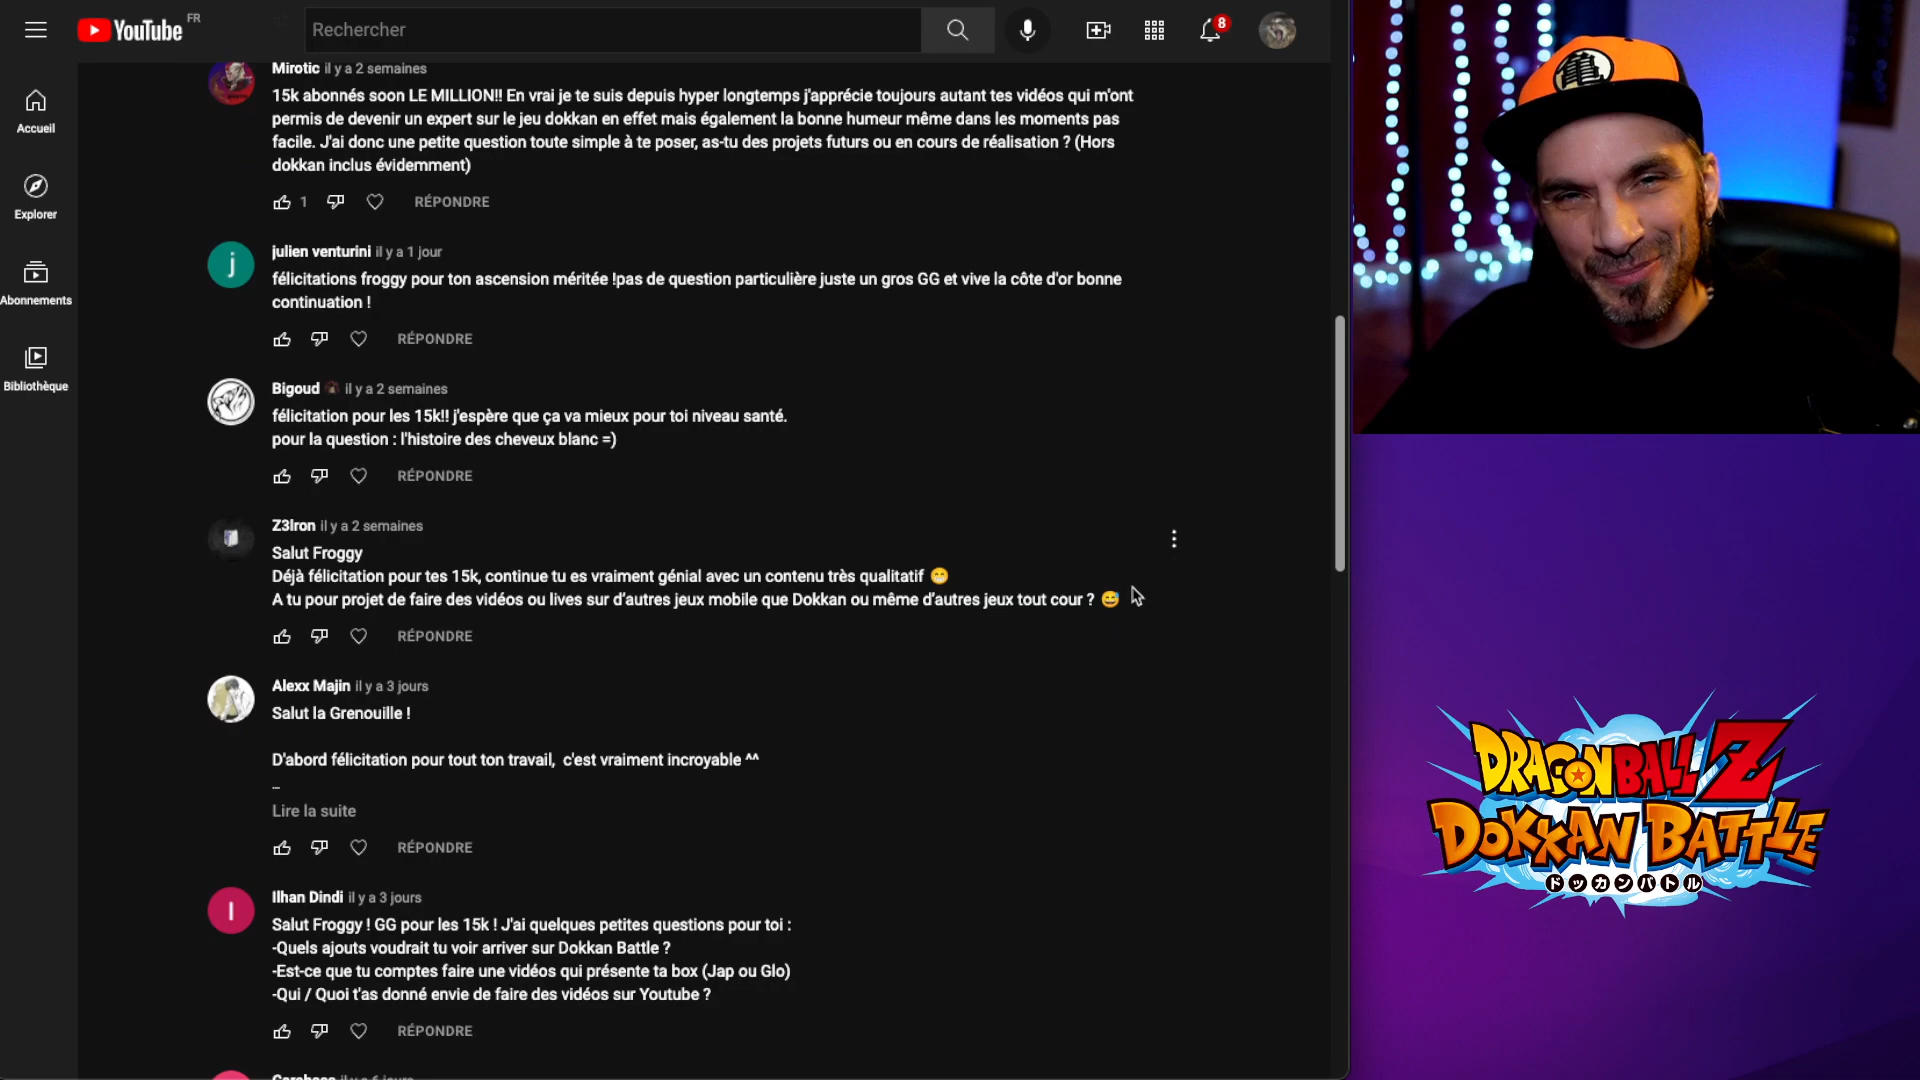 YouTube FR
Rechercher
8
Accueil
Explorer
Abonnements
Bibliothèque
Mirotic il y a 2 semaines
15k abonnés soon LE MILLION!! En vrai je te suis depuis hyper longtemps j'apprécie toujours autant tes vidéos qui m'ont
permis de devenir un expert sur le jeu dokkan en effet mais également la bonne humeur même dans les moments pas
facile. J'ai donc une petite question toute simple à te poser, as-tu des projets futurs ou en cours de réalisation ? (Hors
dokkan inclus évidemment)
1 RÉPONDRE
j
julien venturini il y a 1 jour
félicitations froggy pour ton ascension méritée !pas de question particulière juste un gros GG et vive la côte d'or bonne
continuation !
RÉPONDRE
Bigoud il y a 2 semaines
félicitation pour les 15k!! j'espère que ça va mieux pour toi niveau santé.
pour la question : l'histoire des cheveux blanc =)
RÉPONDRE
Z3Iron il y a 2 semaines
Salut Froggy
Déjà félicitation pour tes 15k, continue tu es vraiment génial avec un contenu très qualitatif 😁
A tu pour projet de faire des vidéos ou lives sur d'autres jeux mobile que Dokkan ou même d'autres jeux tout cour ? 😅
RÉPONDRE
Alexx Majin il y a 3 jours
Salut la Grenouille !
D'abord félicitation pour tout ton travail,  c'est vraiment incroyable ^^
...
Lire la suite
RÉPONDRE
I
Ilhan Dindi il y a 3 jours
Salut Froggy ! GG pour les 15k ! J'ai quelques petites questions pour toi :
-Quels ajouts voudrait tu voir arriver sur Dokkan Battle ?
-Est-ce que tu comptes faire une vidéos qui présente ta box (Jap ou Glo)
-Qui / Quoi t'as donné envie de faire des vidéos sur Youtube ?
RÉPONDRE
DRAGON BALL Z
DOKKAN BATTLE
ドッカンバトル